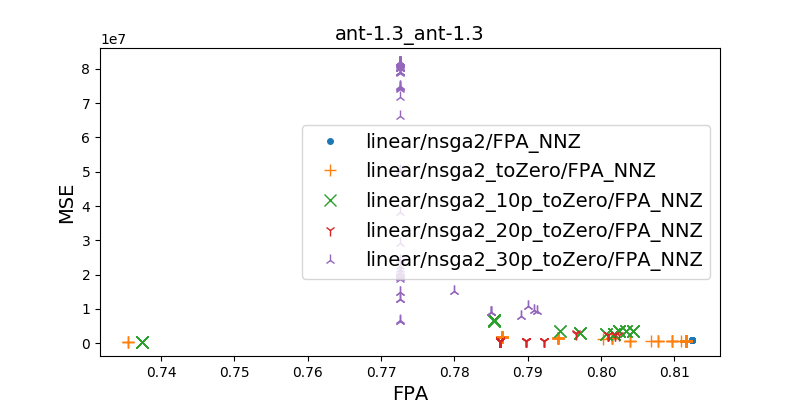 ant-1.3_ant-1.3
1e7
8
7
6
5
4
3
2
1
0
MSE
linear/nsga2/FPA_NNZ
linear/nsga2_toZero/FPA_NNZ
linear/nsga2_10p_toZero/FPA_NNZ
linear/nsga2_20p_toZero/FPA_NNZ
linear/nsga2_30p_toZero/FPA_NNZ
0.74 0.75 0.76 0.77 0.78 0.79 0.80 0.81
FPA